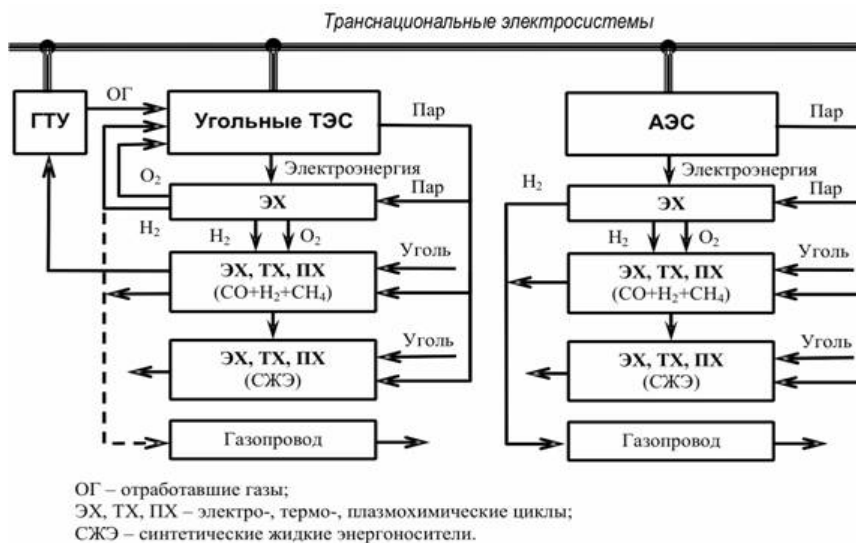 Транснациональные электросистемы
ОГ
ГТУ
Угольные ТЭС
Пар
АЭС
Пар
O₂
Электроэнергия
H₂
Электроэнергия
ЭХ
Пар
ЭХ
Пар
H₂
H₂
O₂
Уголь
H₂
O₂
Уголь
ЭХ, ТХ, ПХ
(CO+H₂+CH₄)
ЭХ, ТХ, ПХ
(CO+H₂+CH₄)
Уголь
Уголь
ЭХ, ТХ, ПХ
(СЖЭ)
ЭХ, ТХ, ПХ
(СЖЭ)
Газопровод
Газопровод
ОГ – отработавшие газы;
ЭХ, ТХ, ПХ – электро-, термо-, плазмохимические циклы;
СЖЭ – синтетические жидкие энергоносители.